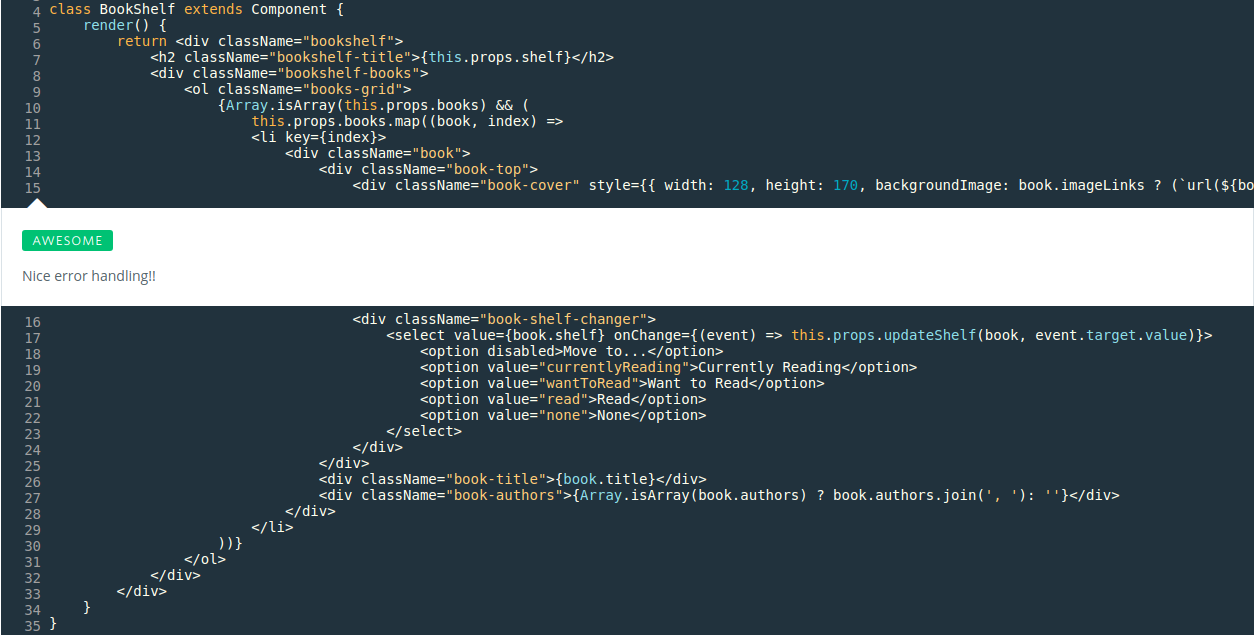 4 class BookShelf extends Component {
5     render() {
6         return <div className="bookshelf">
7             <h2 className="bookshelf-title">{this.props.shelf}</h2>
8             <div className="bookshelf-books">
9                 <ol className="books-grid">
10                     {Array.isArray(this.props.books) && (
11                         this.props.books.map((book, index) =>
12                         <li key={index}>
13                             <div className="book">
14                                 <div className="book-top">
15                                     <div className="book-cover" style={{ width: 128, height: 170, backgroundImage: book.imageLinks ? (`url(${bo
AWESOME
Nice error handling!!
16                                     <div className="book-shelf-changer">
17                                         <select value={book.shelf} onChange={(event) => this.props.updateShelf(book, event.target.value)}>
18                                             <option disabled>Move to...</option>
19                                             <option value="currentlyReading">Currently Reading</option>
20                                             <option value="wantToRead">Want to Read</option>
21                                             <option value="read">Read</option>
22                                             <option value="none">None</option>
23                                         </select>
24                                     </div>
25                                 </div>
26                                 <div className="book-title">{book.title}</div>
27                                 <div className="book-authors">{Array.isArray(book.authors) ? book.authors.join(', '): ''}</div>
28                             </div>
29                         </li>
30                     ))}
31                 </ol>
32             </div>
33         </div>
34     }
35 }